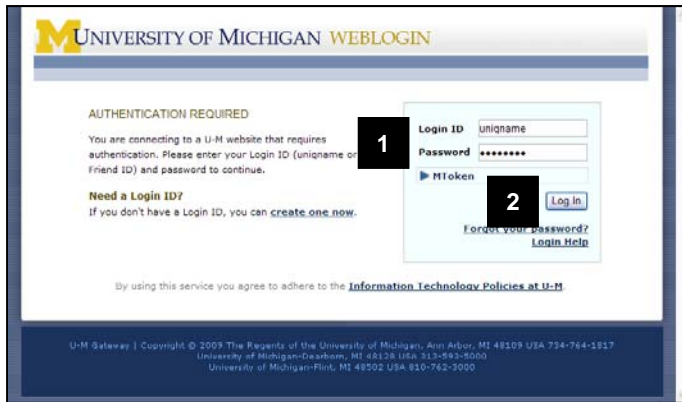 UNIVERSITY OF MICHIGAN WEBLOGIN
AUTHENTICATION REQUIRED
You are connecting to a U-M website that requires
authentication. Please enter your Login ID (uniqname or
Friend ID) and password to continue.
Need a Login ID?
If you don't have a Login ID, you can create one now.
1
Login ID uniqname
Password ••••••••
MToken
2
Log In
Forgot your password?
Login Help
By using this service you agree to adhere to the Information Technology Policies at U-M.
U-M Gateway | Copyright © 2009 The Regents of the University of Michigan, Ann Arbor, MI 48109 USA 734-764-1817
University of Michigan-Dearborn, MI 48128 USA 313-593-5000
University of Michigan-Flint, MI 48502 USA 810-762-3000